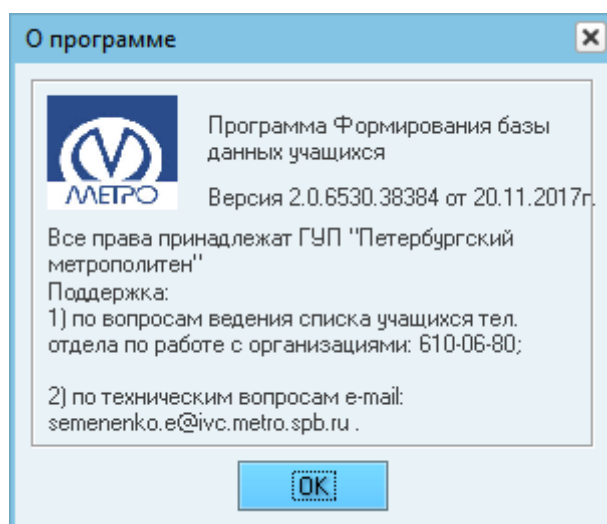 О программе
МЕТРО
Программа Формирования базы
данных учащихся
Версия 2.0.6530.38384 от 20.11.2017г.
Все права принадлежат ГУП "Петербургский
метрополитен"
Поддержка:
1) по вопросам ведения списка учащихся тел.
отдела по работе с организациями: 610-06-80;
2) по техническим вопросам e-mail:
semenenko.e@ivc.metro.spb.ru .
OK